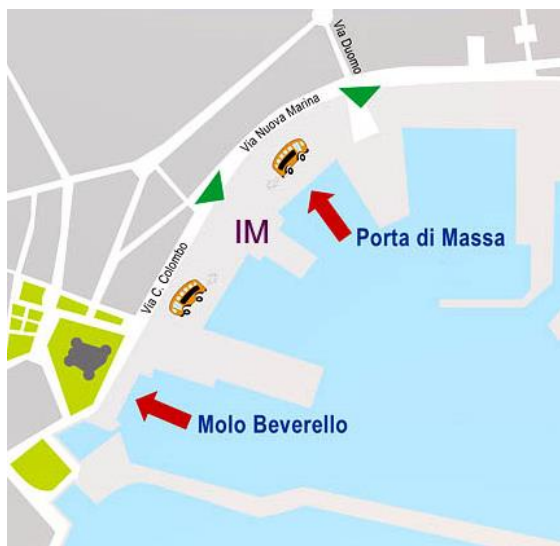 Via Duomo
Via Nuova Marina
IM
Porta di Massa
Via C. Colombo
Molo Beverello